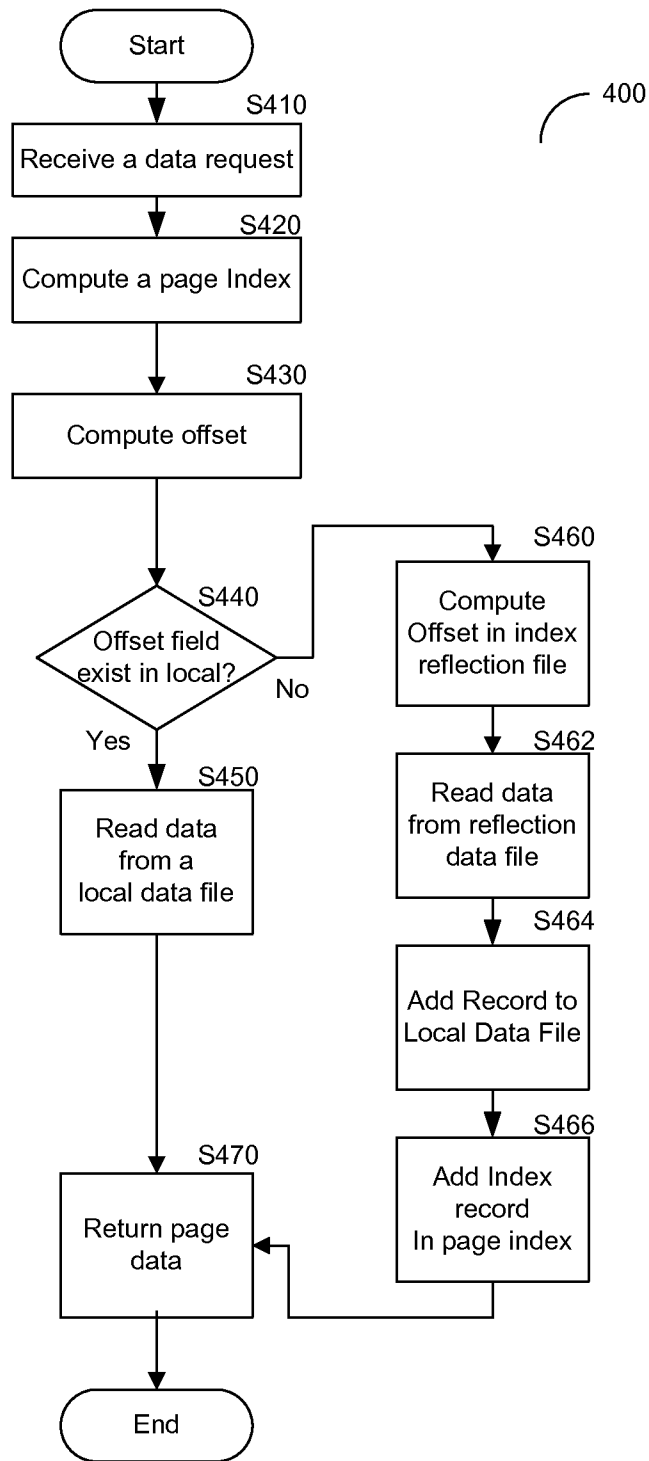 Start
400
S410
Receive a data request
S420
Compute a page Index
S430
Compute offset
S440
Offset field
exist in local?
No
Yes
S450
Read data
from a
local data file
S460
Compute
Offset in index
reflection file
S462
Read data
from reflection
data file
S464
Add Record to
Local Data File
S466
Add Index
record
In page index
S470
Return page
data
End